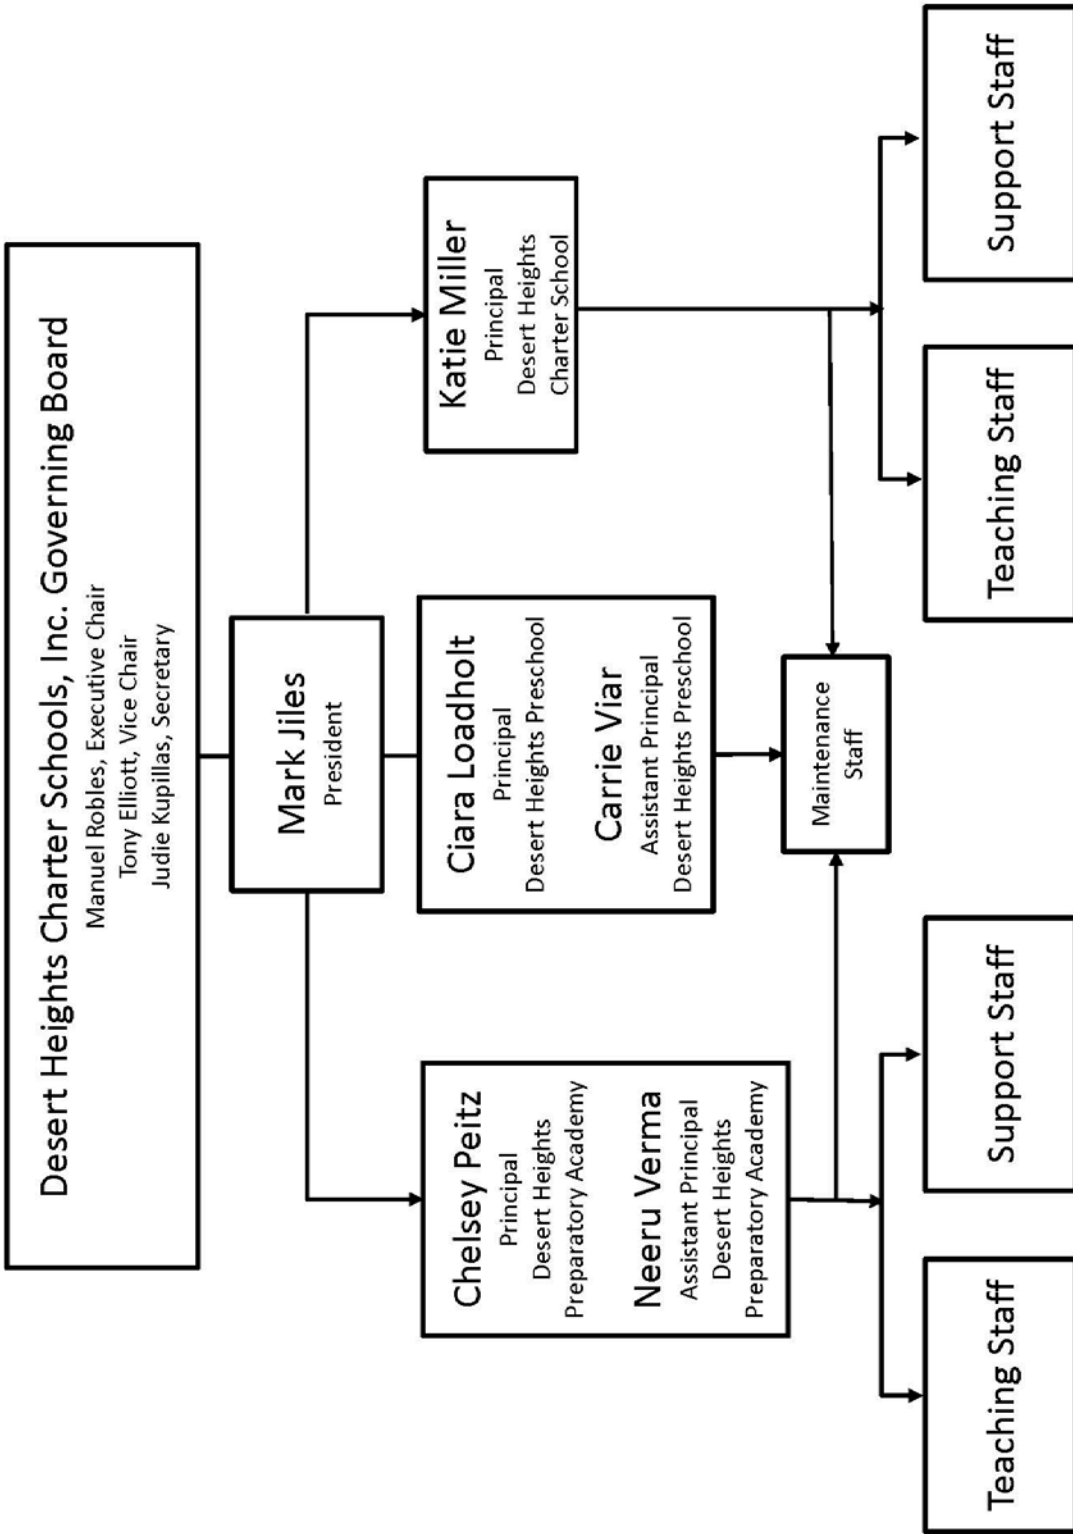 Desert Heights Charter Schools, Inc. Governing Board
Manuel Robles, Executive Chair
Tony Elliott, Vice Chair
Judie Kupillas, Secretary
Mark Jiles
President
Chelsey Peitz
Principal
Desert Heights
Preparatory Academy
Neeru Verma
Assistant Principal
Desert Heights
Preparatory Academy
Ciara Loadholt
Principal
Desert Heights Preschool
Carrie Viar
Assistant Principal
Desert Heights Preschool
Katie Miller
Principal
Desert Heights
Charter School
Maintenance
Staff
Teaching Staff
Support Staff
Teaching Staff
Support Staff